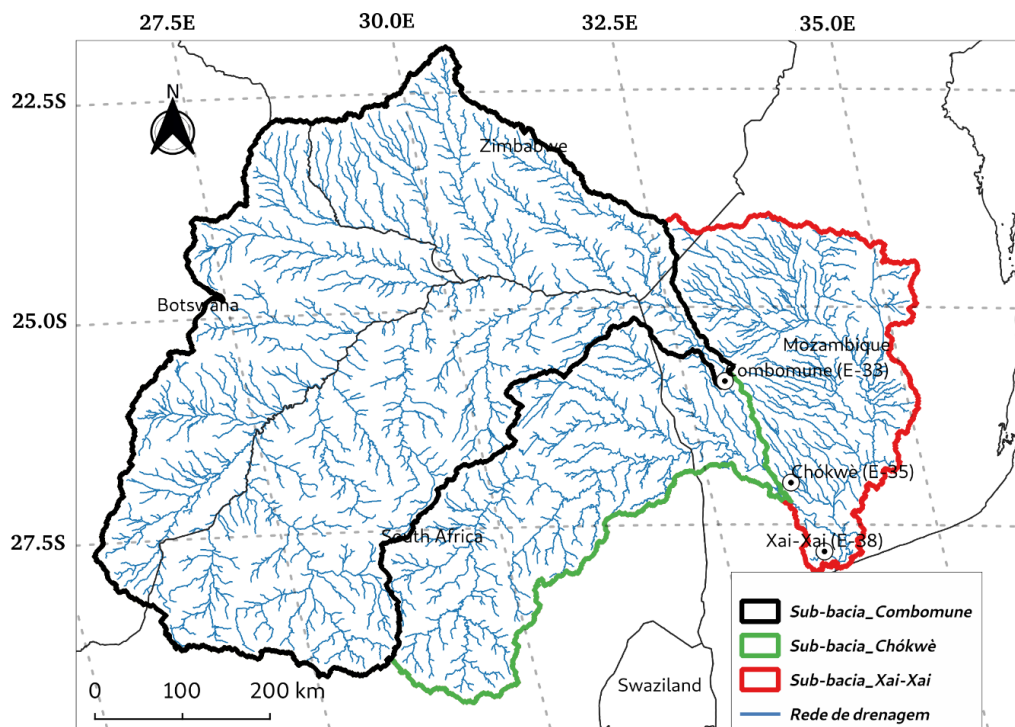 27.5E 30.0E 32.5E 35.0E
22.5S
N
Zimbabwe
Botswana
25.0S
Mozambique
Combomune (E-33)
Chókwè (E-35)
South Africa
Xai-Xai (E-38)
27.5S
Sub-bacia_Combomune
Sub-bacia_Chókwè
Sub-bacia_Xai-Xai
Rede de drenagem
Swaziland
0 100 200 km